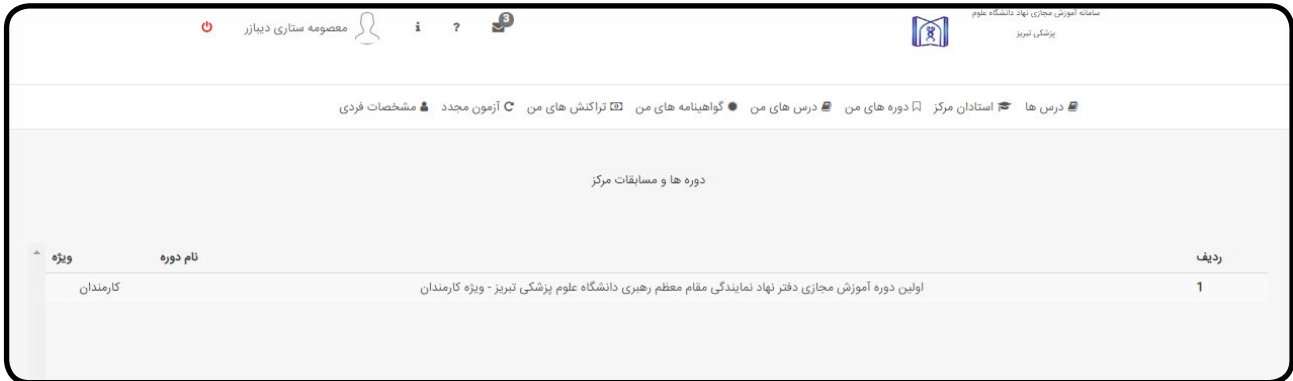 سامانه آموزش مجازی نهاد دانشگاه علوم
پزشکی تبریز
3
? i معصومه ستاری دیبازر
درس ها استادان مرکز دوره های من درس های من گواهینامه های من تراکنش های من آزمون مجدد مشخصات فردی
دوره ها و مسابقات مرکز
ردیف نام دوره ویژه
1 اولین دوره آموزش مجازی دفتر نهاد نمایندگی مقام معظم رهبری دانشگاه علوم پزشکی تبریز - ویژه کارمندان کارمندان